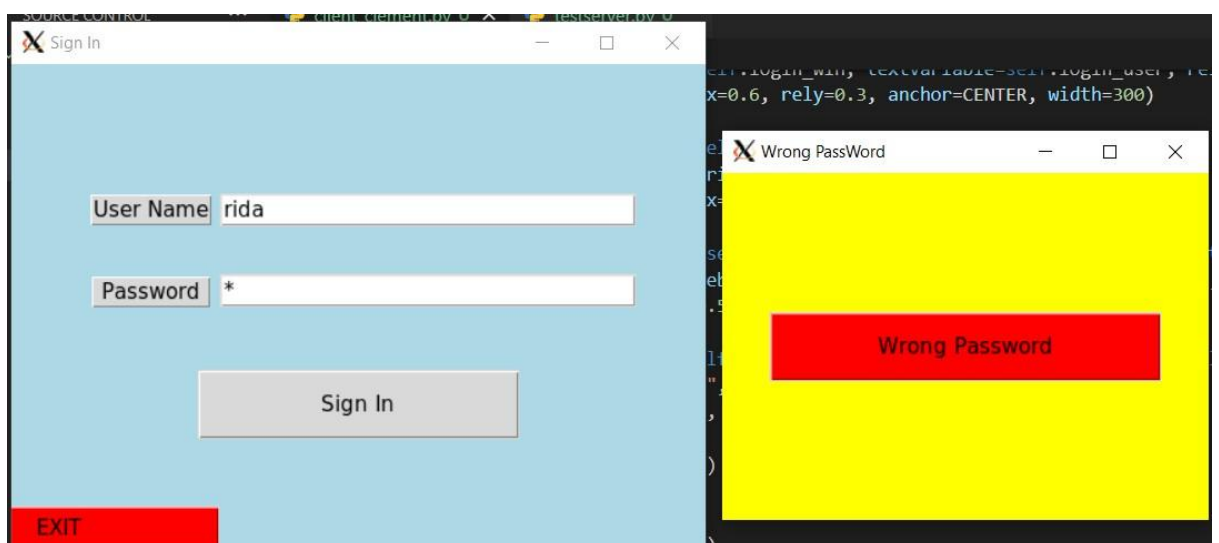 SOURCE CONTROL
client_clement.py U
testserver.py U
Sign In
User Name rida
Password *
Sign In
EXIT
self.login_win, textvariable=self.login_user,
x=0.6, rely=0.3, anchor=CENTER, width=300)
Wrong PassWord
Wrong Password